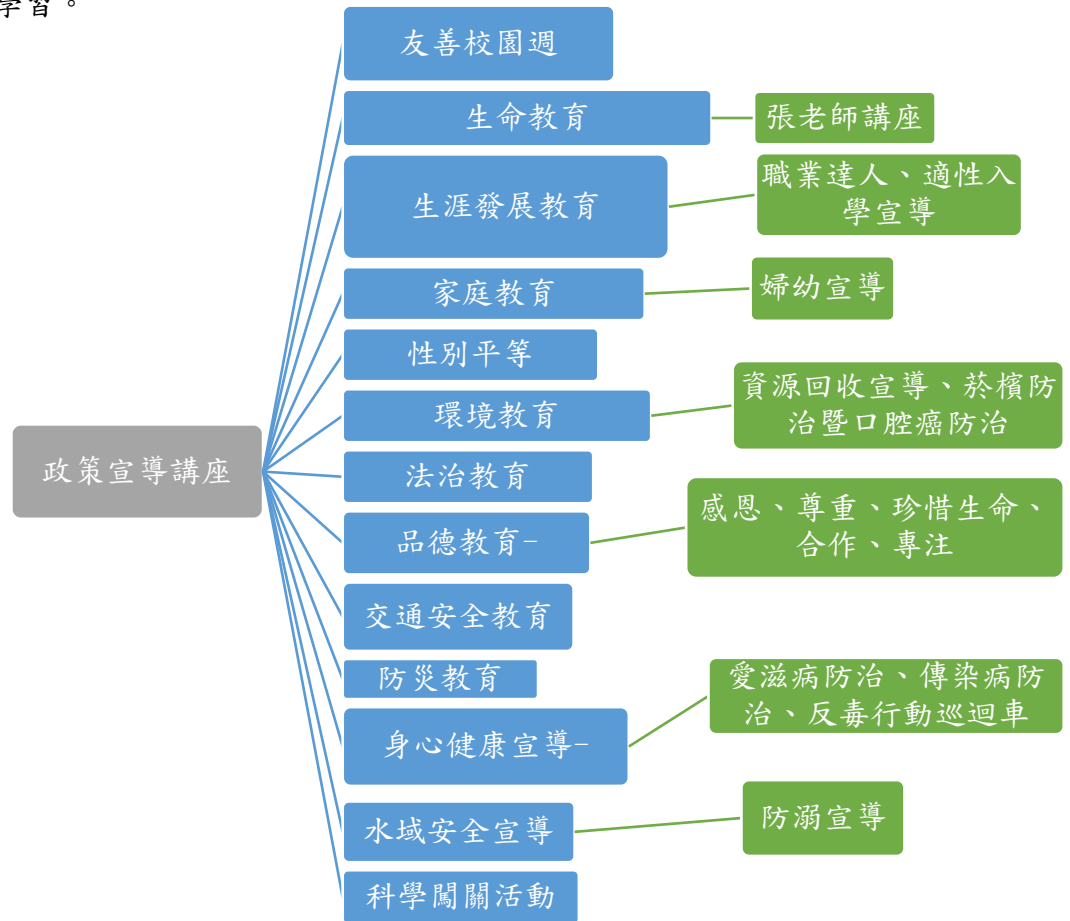 學習。
友善校園週
生命教育
張老師講座
生涯發展教育
職業達人、適性入
學宣導
家庭教育
婦幼宣導
性別平等
環境教育
資源回收宣導、菸檳防
治暨口腔癌防治
政策宣導講座
法治教育
品德教育-
感恩、尊重、珍惜生命、
合作、專注
交通安全教育
防災教育
身心健康宣導-
愛滋病防治、傳染病防
治、反毒行動巡迴車
水域安全宣導
防溺宣導
科學闖關活動